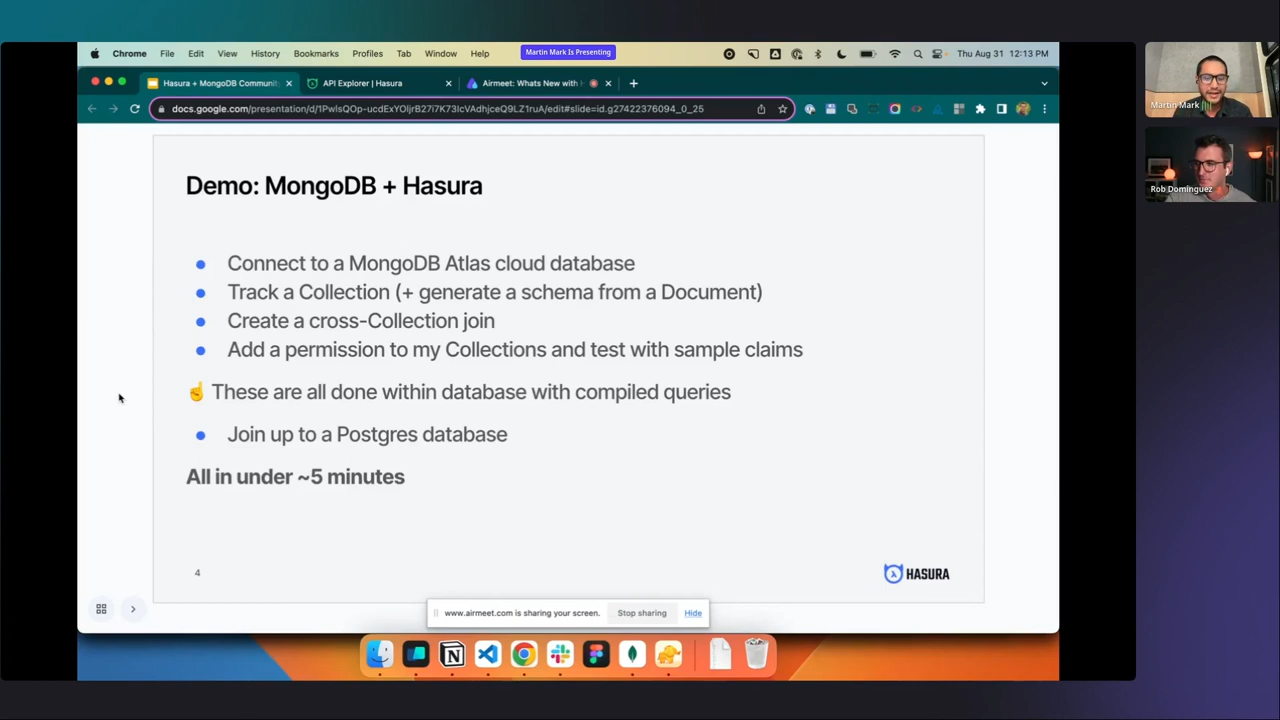 Chrome File Edit View History Bookmarks Profiles Tab Window Help
Martin Mark Is Presenting
Thu Aug 31 12:13 PM
Hasura + MongoDB Communit
API Explorer | Hasura
Airmeet: Whats New with H
docs.google.com/presentation/d/1PwlsQOp-ucdExYOljrB27i7K73IcVAdhjceQ9LZ1ruA/edit#slide=id.g27422376094_0_25
Martin Mark
Rob Dominguez
Demo: MongoDB + Hasura
● Connect to a MongoDB Atlas cloud database
● Track a Collection (+ generate a schema from a Document)
● Create a cross-Collection join
● Add a permission to my Collections and test with sample claims
☝️ These are all done within database with compiled queries
● Join up to a Postgres database
All in under ~5 minutes
4
HASURA
www.airmeet.com is sharing your screen. Stop sharing Hide